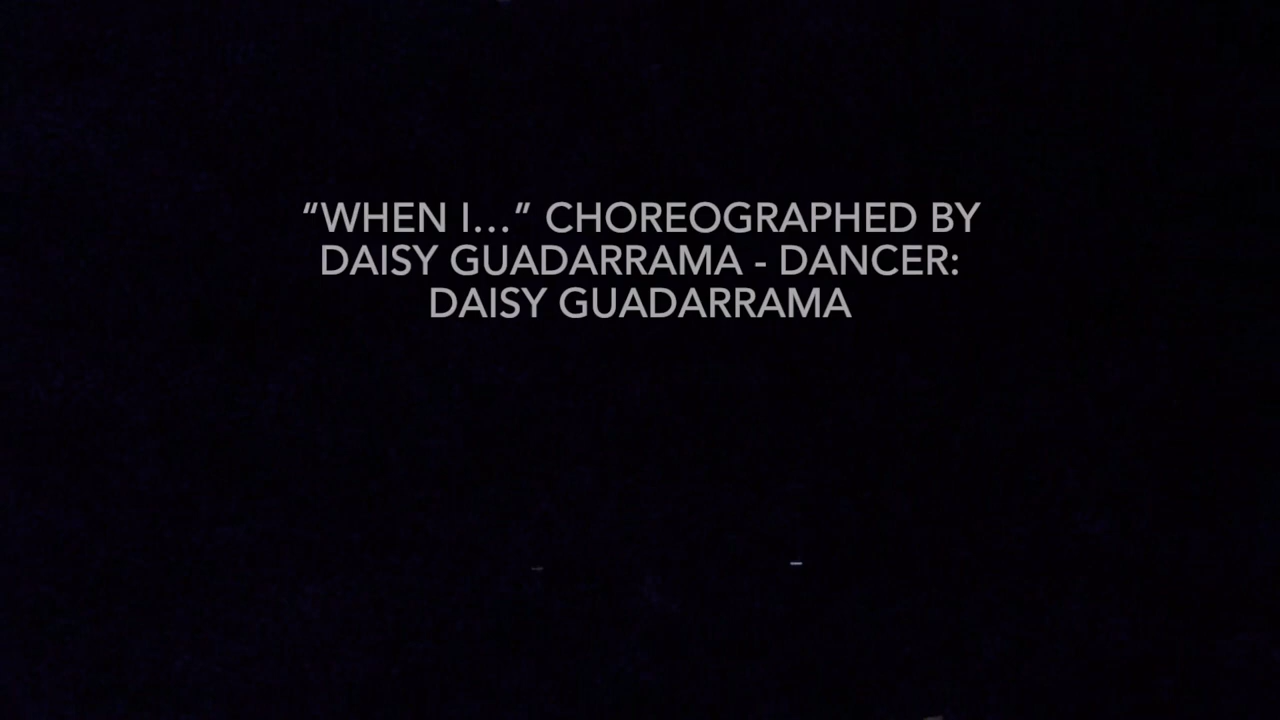 “WHEN I…” CHOREOGRAPHED BY
DAISY GUADARRAMA - DANCER:
DAISY GUADARRAMA